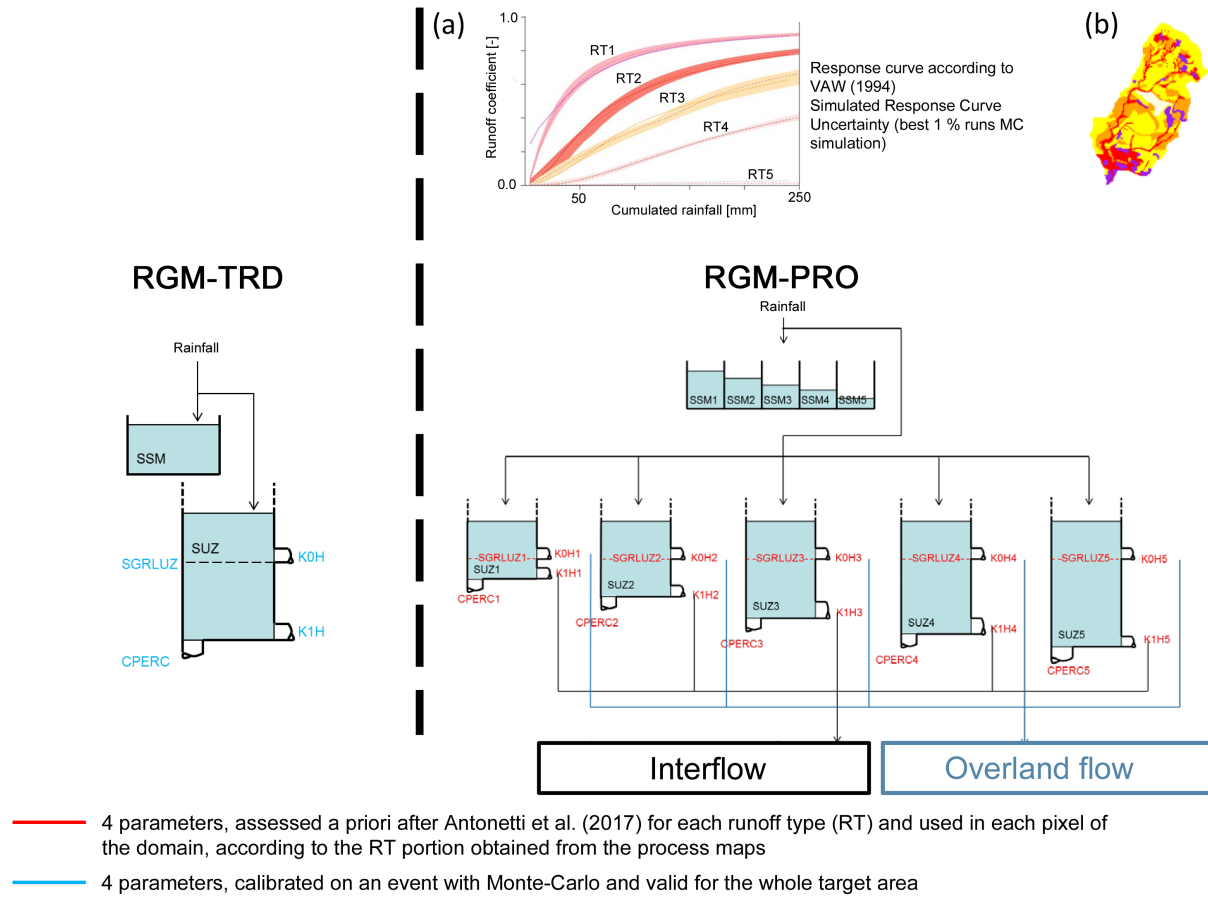 (a)
(b)
1.0
0.0
Runoff coefficient [-]
RT1
RT2
RT3
RT4
RT5
50
250
Cumulated rainfall [mm]
Response curve according to
VAW (1994)
Simulated Response Curve
Uncertainty (best 1 % runs MC
simulation)
RGM-TRD
Rainfall
SSM
SUZ
SGRLUZ
K0H
K1H
CPERC
RGM-PRO
Rainfall
SSM1
SSM2
SSM3
SSM4
SSM5
SGRLUZ1
K0H1
SUZ1
K1H1
CPERC1
SGRLUZ2
K0H2
SUZ2
K1H2
CPERC2
SGRLUZ3
K0H3
SUZ3
K1H3
CPERC3
SGRLUZ4
K0H4
SUZ4
K1H4
CPERC4
SGRLUZ5
K0H5
SUZ5
K1H5
CPERC5
Interflow
Overland flow
4 parameters, assessed a priori after Antonetti et al. (2017) for each runoff type (RT) and used in each pixel of
the domain, according to the RT portion obtained from the process maps
4 parameters, calibrated on an event with Monte-Carlo and valid for the whole target area